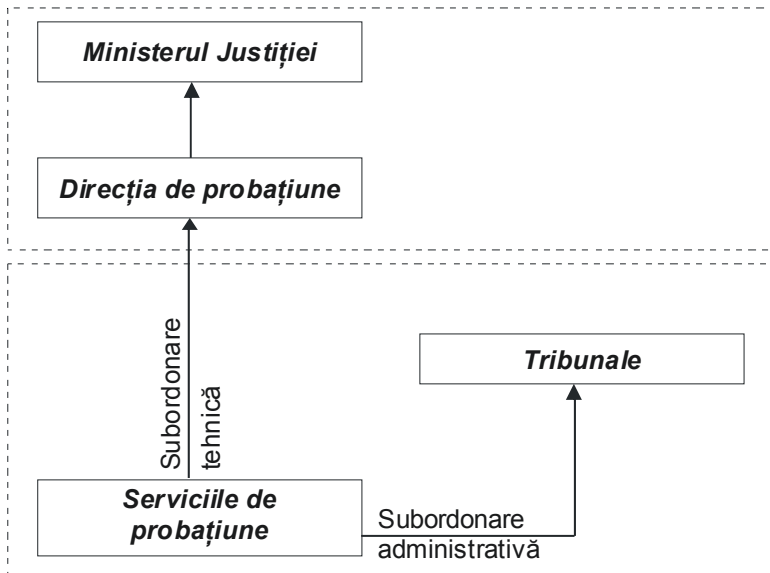 Ministerul Justiției
Direcția de probațiune
Subordonare
tehnică
Tribunale
Serviciile de
probațiune
Subordonare
administrativă